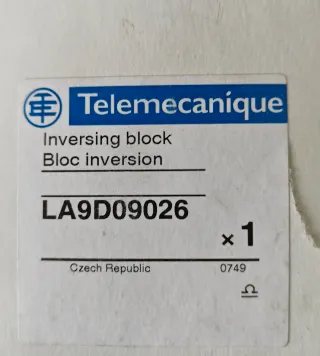 Telemecanique
Inversing block
Bloc inversion
LA9D09026
× 1
Czech Republic 0749